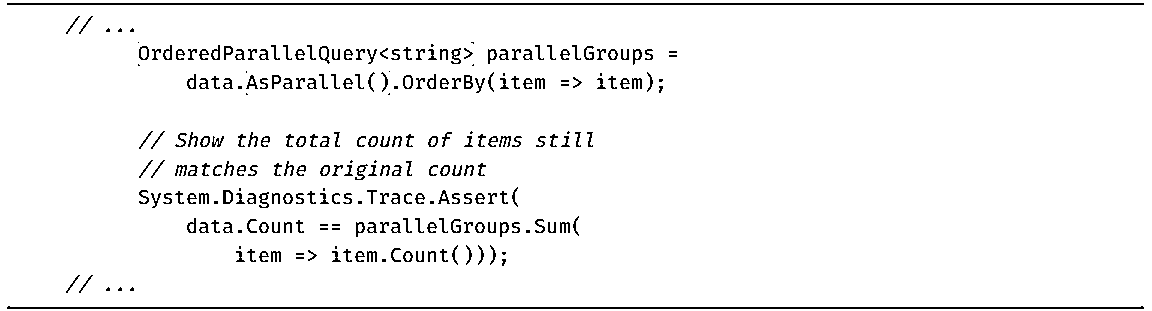 // ...
OrderedParallelQuery<string> parallelGroups =
data.AsParallel().OrderBy(item => item);
// Show the total count of items still
// matches the original count
System.Diagnostics.Trace.Assert(
data.Count == parallelGroups.Sum(
item => item.Count()));
// ...